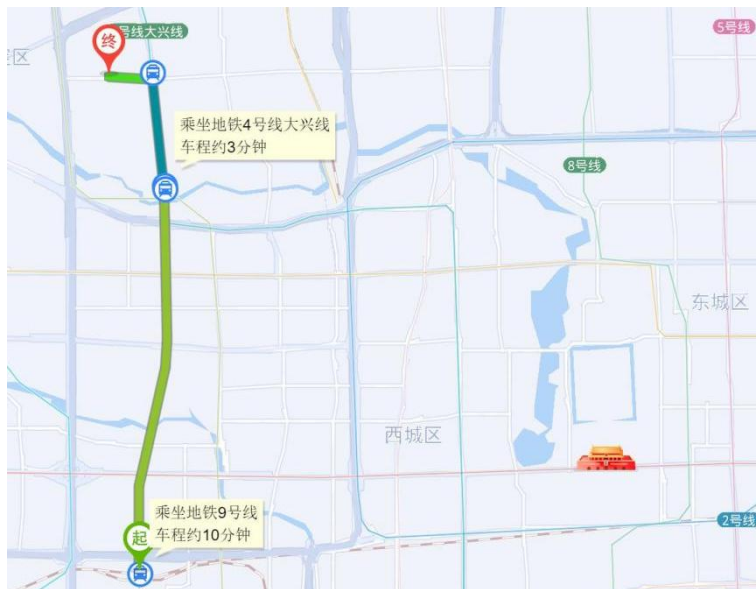 终
号线大兴线
5号线
区
乘坐地铁4号线大兴线
车程约3分钟
8号线
东城区
西城区
乘坐地铁9号线
车程约10分钟
起
2号线